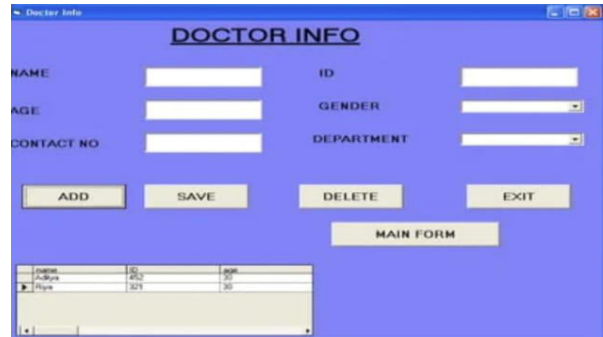 Doctor Info
DOCTOR INFO
NAME ID
AGE GENDER
CONTACT NO DEPARTMENT
ADD SAVE DELETE EXIT
MAIN FORM
name ID age
Aditya 452 30
Riya 321 30